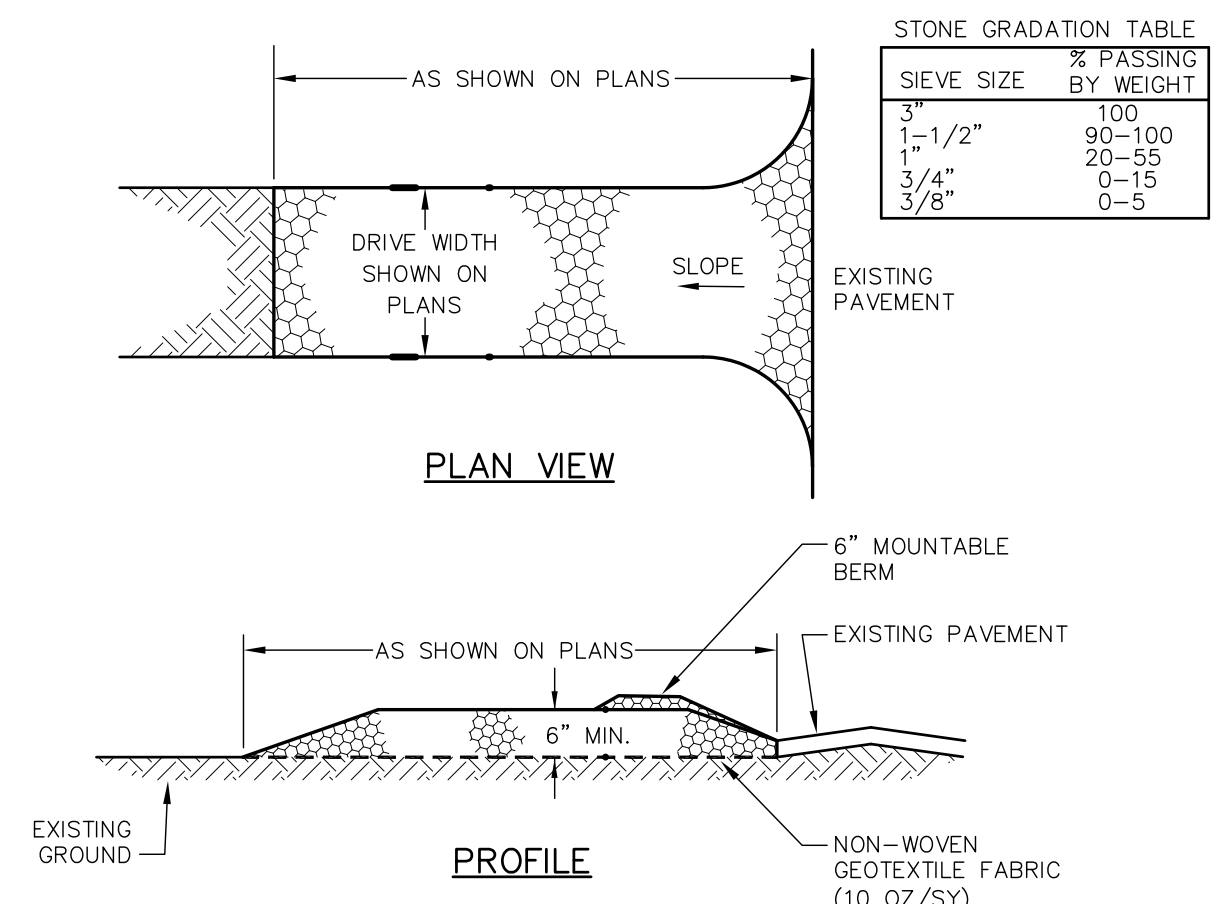 STONE GRADATION TABLE
SIEVE SIZE
% PASSING
BY WEIGHT
3" 100
1-1/2" 90-100
1" 20-55
3/4" 0-15
3/8" 0-5
AS SHOWN ON PLANS
DRIVE WIDTH
SHOWN ON
PLANS
SLOPE
EXISTING
PAVEMENT
PLAN VIEW
6" MOUNTABLE
BERM
EXISTING PAVEMENT
AS SHOWN ON PLANS
6" MIN.
EXISTING
GROUND
PROFILE
NON-WOVEN
GEOTEXTILE FABRIC
(10 OZ/SY)